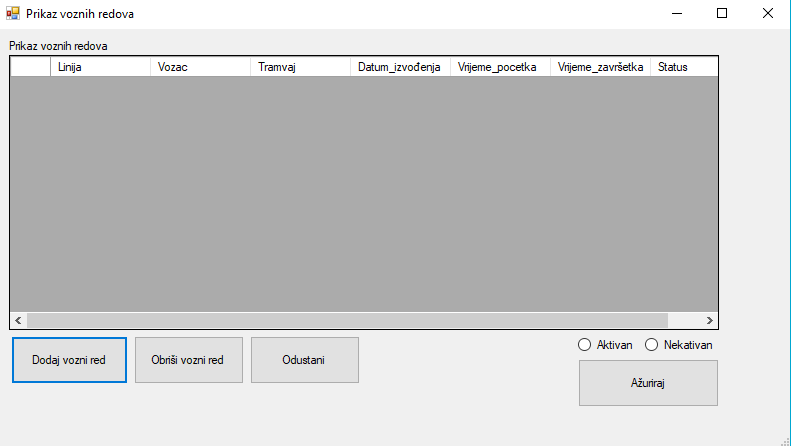 Prikaz voznih redova
Prikaz voznih redova
Linija Vozac Tramvaj Datum_izvođenja Vrijeme_pocetka Vrijeme_završetka Status
Aktivan Nekativan
Dodaj vozni red Obriši vozni red Odustani
Ažuriraj